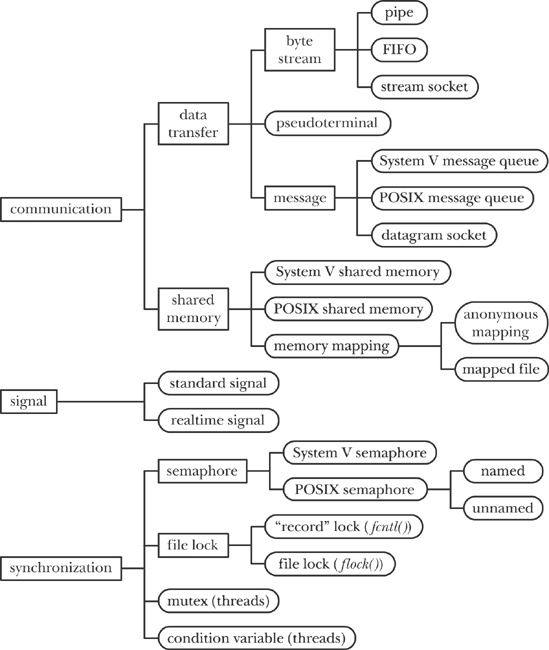 pipe
byte
stream
FIFO
stream socket
data
transfer
pseudoterminal
System V message queue
communication
message
POSIX message queue
datagram socket
System V shared memory
shared
memory
POSIX shared memory
anonymous
mapping
memory mapping
mapped file
standard signal
signal
realtime signal
System V semaphore
semaphore
named
POSIX semaphore
unnamed
“record” lock (fcntl())
file lock
file lock (flock())
synchronization
mutex (threads)
condition variable (threads)